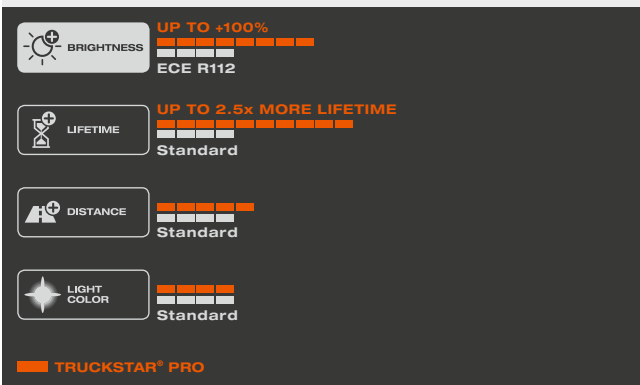 UP TO +100%
BRIGHTNESS
ECE R112
UP TO 2.5x MORE LIFETIME
LIFETIME
Standard
DISTANCE
Standard
LIGHT
COLOR
Standard
TRUCKSTAR® PRO